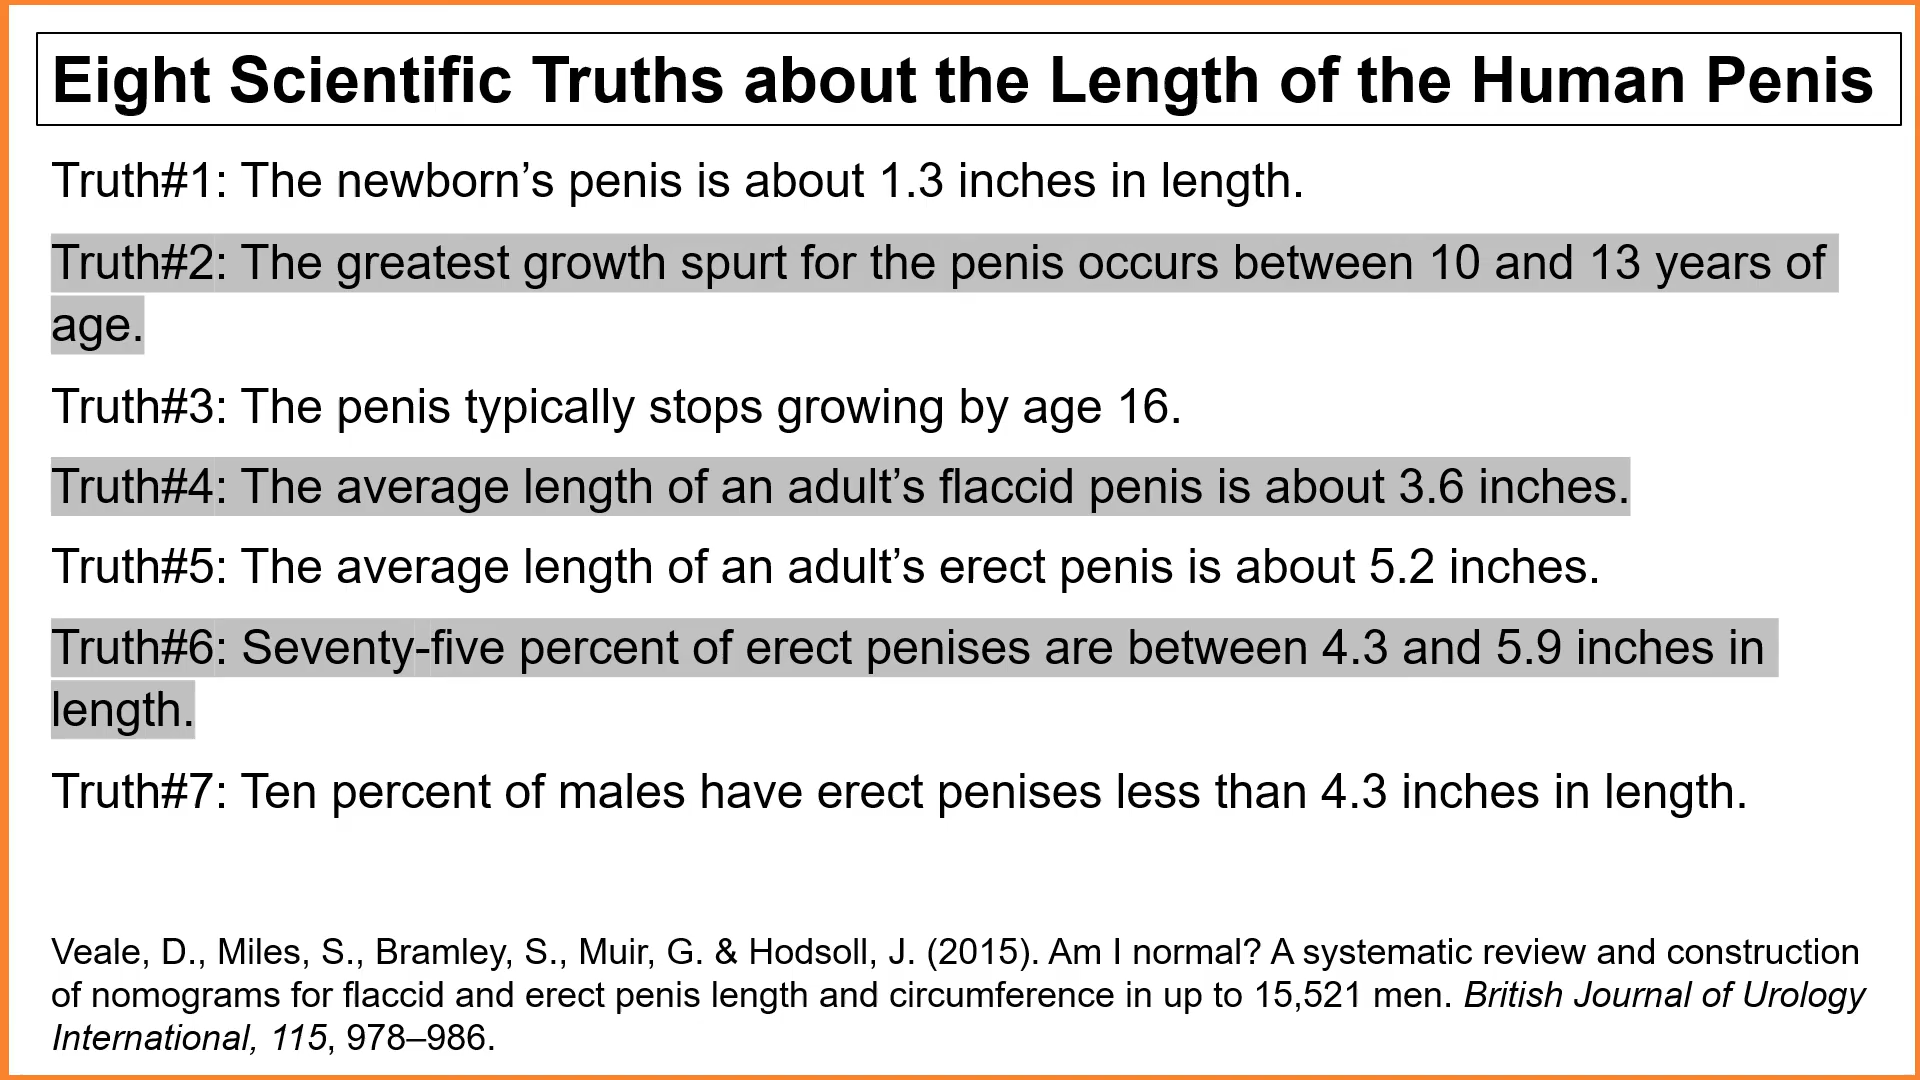 Eight Scientific Truths about the Length of the Human Penis
Truth#1: The newborn’s penis is about 1.3 inches in length.
Truth#2: The greatest growth spurt for the penis occurs between 10 and 13 years of
age.
Truth#3: The penis typically stops growing by age 16.
Truth#4: The average length of an adult’s flaccid penis is about 3.6 inches.
Truth#5: The average length of an adult’s erect penis is about 5.2 inches.
Truth#6: Seventy-five percent of erect penises are between 4.3 and 5.9 inches in
length.
Truth#7: Ten percent of males have erect penises less than 4.3 inches in length.
Veale, D., Miles, S., Bramley, S., Muir, G. & Hodsoll, J. (2015). Am I normal? A systematic review and construction
of nomograms for flaccid and erect penis length and circumference in up to 15,521 men. British Journal of Urology
International, 115, 978–986.